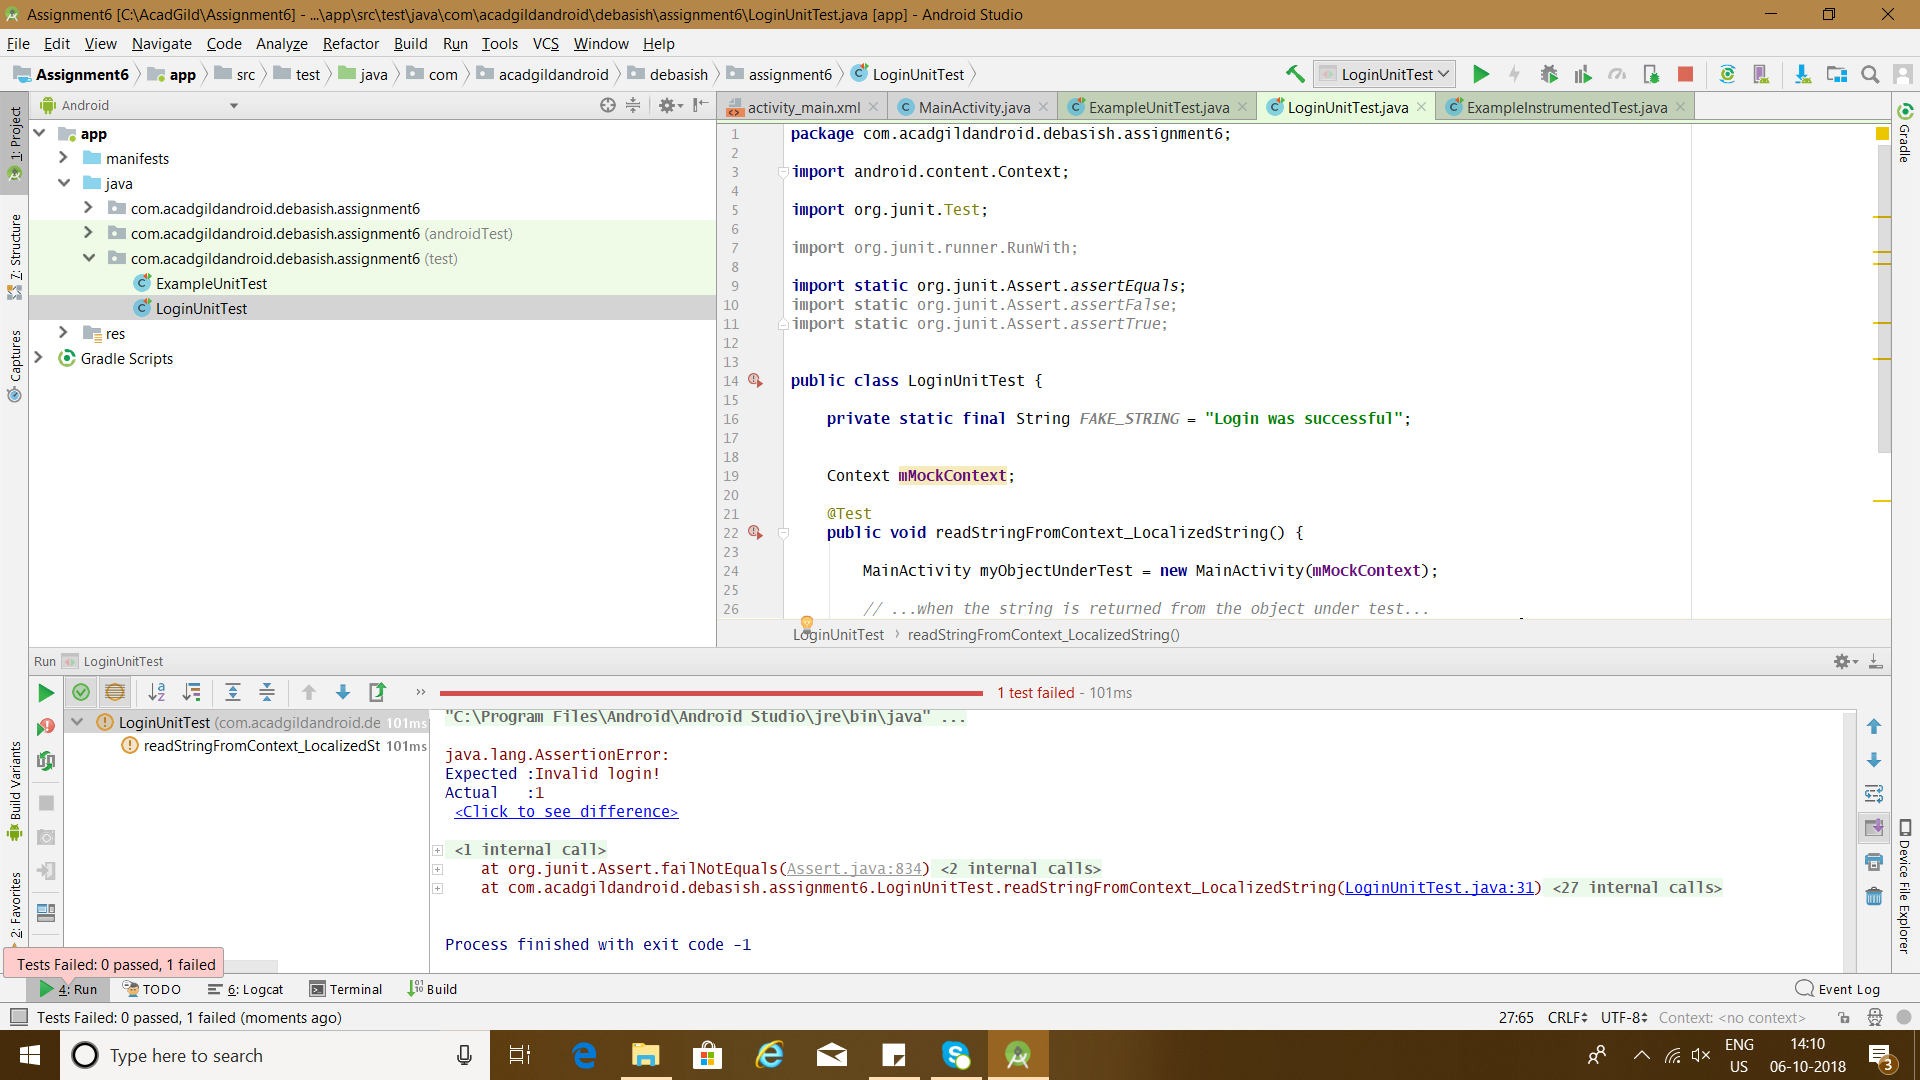 Assignment6 [C:\AcadGild\Assignment6] - ...\app\src\test\java\com\acadgildandroid\debasish\assignment6\LoginUnitTest.java [app] - Android Studio
File Edit View Navigate Code Analyze Refactor Build Run Tools VCS Window Help
Assignment6 app src test java com acadgildandroid debasish assignment6 LoginUnitTest LoginUnitTest
Android
activity_main.xml MainActivity.java ExampleUnitTest.java LoginUnitTest.java ExampleInstrumentedTest.java
1: Project
7: Structure
Captures
Build Variants
2: Favorites
app
manifests
java
com.acadgildandroid.debasish.assignment6
com.acadgildandroid.debasish.assignment6 (androidTest)
com.acadgildandroid.debasish.assignment6 (test)
ExampleUnitTest
LoginUnitTest
res
Gradle Scripts
1 package com.acadgildandroid.debasish.assignment6;
2
3 import android.content.Context;
4
5 import org.junit.Test;
6
7 import org.junit.runner.RunWith;
8
9 import static org.junit.Assert.assertEquals;
10 import static org.junit.Assert.assertFalse;
11 import static org.junit.Assert.assertTrue;
12
13
14 public class LoginUnitTest {
15
16 private static final String FAKE_STRING = "Login was successful";
17
18
19 Context mMockContext;
20
21 @Test
22 public void readStringFromContext_LocalizedString() {
23
24 MainActivity myObjectUnderTest = new MainActivity(mMockContext);
25
26 // ...when the string is returned from the object under test...
LoginUnitTest › readStringFromContext_LocalizedString()
Gradle
Device File Explorer
Run LoginUnitTest
1 test failed - 101ms
LoginUnitTest (com.acadgildandroid.de 101ms
readStringFromContext_LocalizedSt 101ms
"C:\Program Files\Android\Android Studio\jre\bin\java" ...
java.lang.AssertionError:
Expected :Invalid login!
Actual :1
<Click to see difference>
<1 internal call>
at org.junit.Assert.failNotEquals(Assert.java:834) <2 internal calls>
at com.acadgildandroid.debasish.assignment6.LoginUnitTest.readStringFromContext_LocalizedString(LoginUnitTest.java:31) <27 internal calls>
Process finished with exit code -1
Tests Failed: 0 passed, 1 failed
4: Run TODO 6: Logcat Terminal Build Event Log
Tests Failed: 0 passed, 1 failed (moments ago) 27:65 CRLF UTF-8 Context: <no context>
Type here to search
ENG
US
14:10
06-10-2018
3